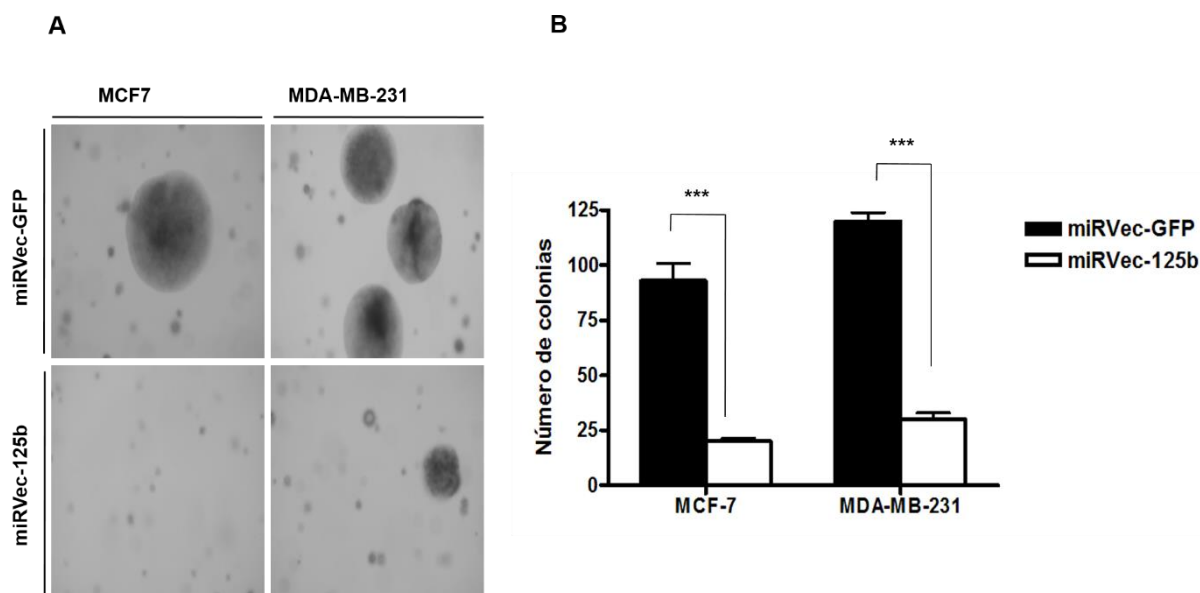 A
MCF7
MDA-MB-231
miRVec-GFP
miRVec-125b
B
***
***
Número de colonias
125
100
75
50
25
0
MCF-7
MDA-MB-231
miRVec-GFP
miRVec-125b